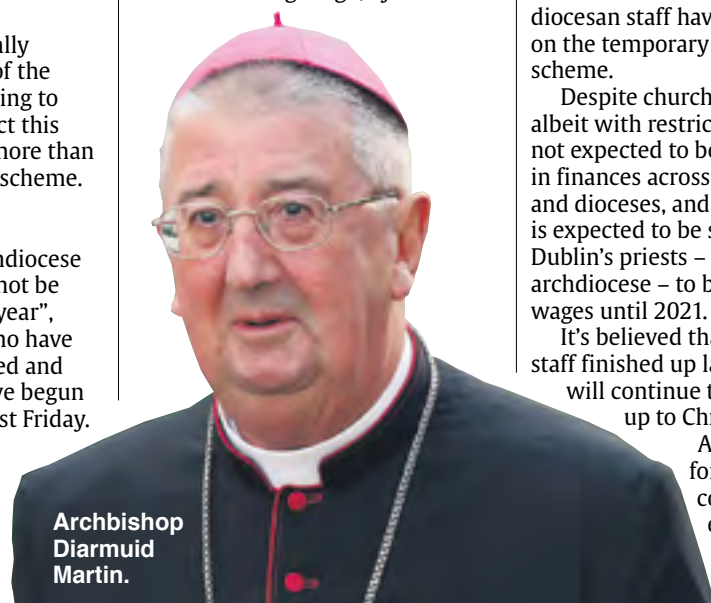 ally
of the
ing to
ct this
more than
scheme.
ndiocese
not be
year”,
ho have
ed and
ve begun
st Friday.
Archbishop
Diarmuid
Martin.
diocesan staff hav
on the temporary
scheme.
Despite church
albeit with restric
not expected to be
in finances across
and dioceses, and
is expected to be s
Dublin’s priests –
archdiocese – to b
wages until 2021.
It’s believed tha
staff finished up la
will continue t
up to Chr
A
for
co
e